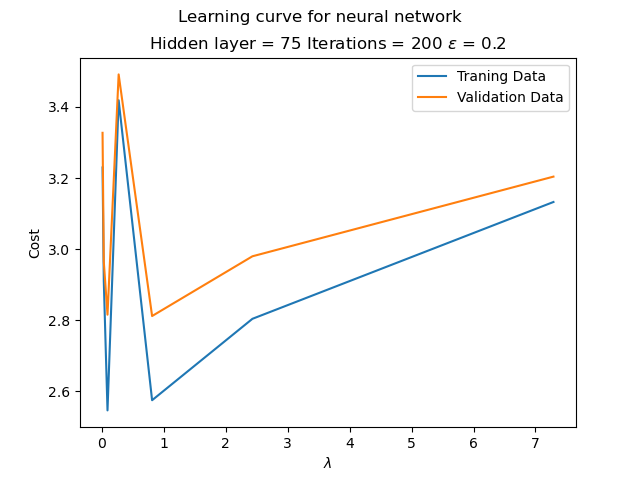 Learning curve for neural network
Hidden layer = 75 Iterations = 200 ε = 0.2
Traning Data
Validation Data
3.4
3.2
3.0
2.8
2.6
Cost
0 1 2 3 4 5 6 7
λ